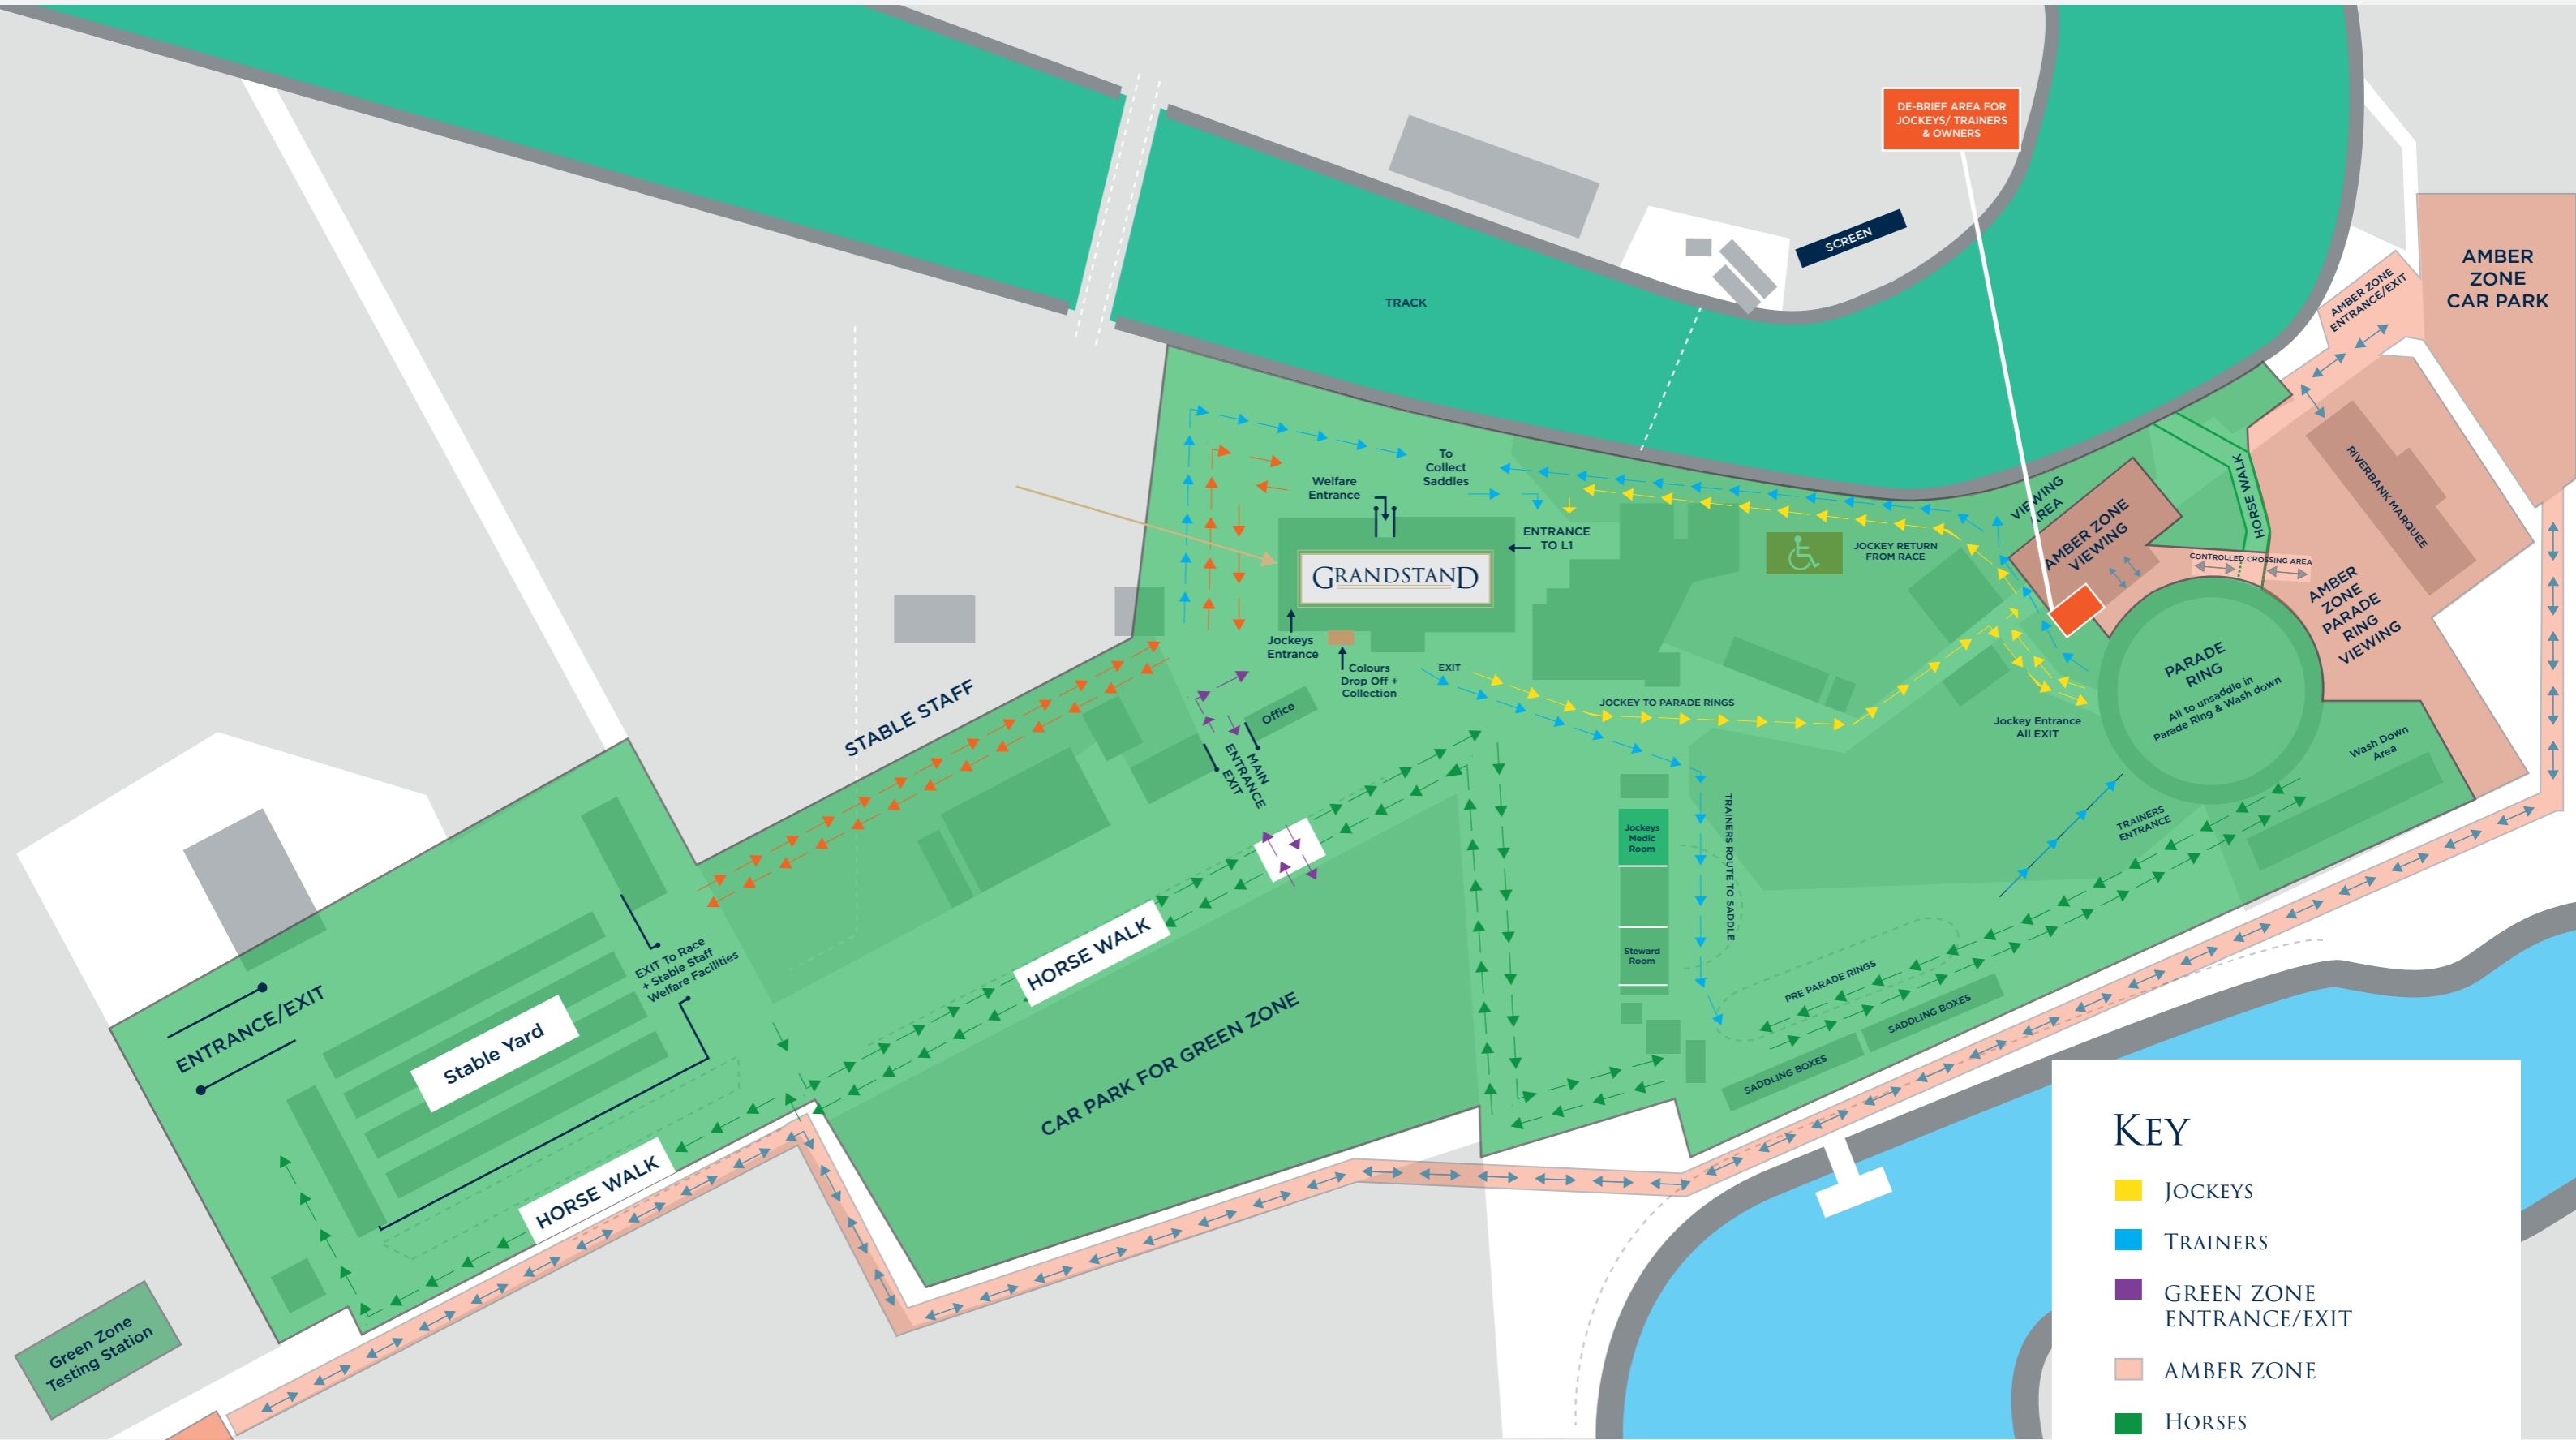 DE-BRIEF AREA FOR
JOCKEYS/ TRAINERS
& OWNERS
SCREEN
TRACK
AMBER
ZONE
CAR PARK
AMBER ZONE
ENTRANCE/EXIT
RIVERBANK MARQUEE
HORSE WALK
VIEWING
AREA
AMBER ZONE
VIEWING
CONTROLLED CROSSING AREA
AMBER
ZONE
PARADE
RING
VIEWING
To
Collect
Saddles
Welfare
Entrance
ENTRANCE
TO L1
GRANDSTAND
JOCKEY RETURN
FROM RACE
Jockeys
Entrance
Colours
Drop Off +
Collection
EXIT
JOCKEY TO PARADE RINGS
PARADE
RING
All to unsaddle in
Parade Ring & Wash down
Jockey Entrance
All EXIT
Wash Down
Area
STABLE STAFF
Office
MAIN
ENTRANCE
EXIT
TRAINERS ROUTE TO SADDLE
Jockeys
Medic
Room
Steward
Room
TRAINERS
ENTRANCE
PRE PARADE RINGS
SADDLING BOXES
SADDLING BOXES
HORSE WALK
CAR PARK FOR GREEN ZONE
EXIT To Race
+ Stable Staff
Welfare Facilities
ENTRANCE/EXIT
Stable Yard
HORSE WALK
Green Zone
Testing Station
KEY
JOCKEYS
TRAINERS
GREEN ZONE
ENTRANCE/EXIT
AMBER ZONE
HORSES